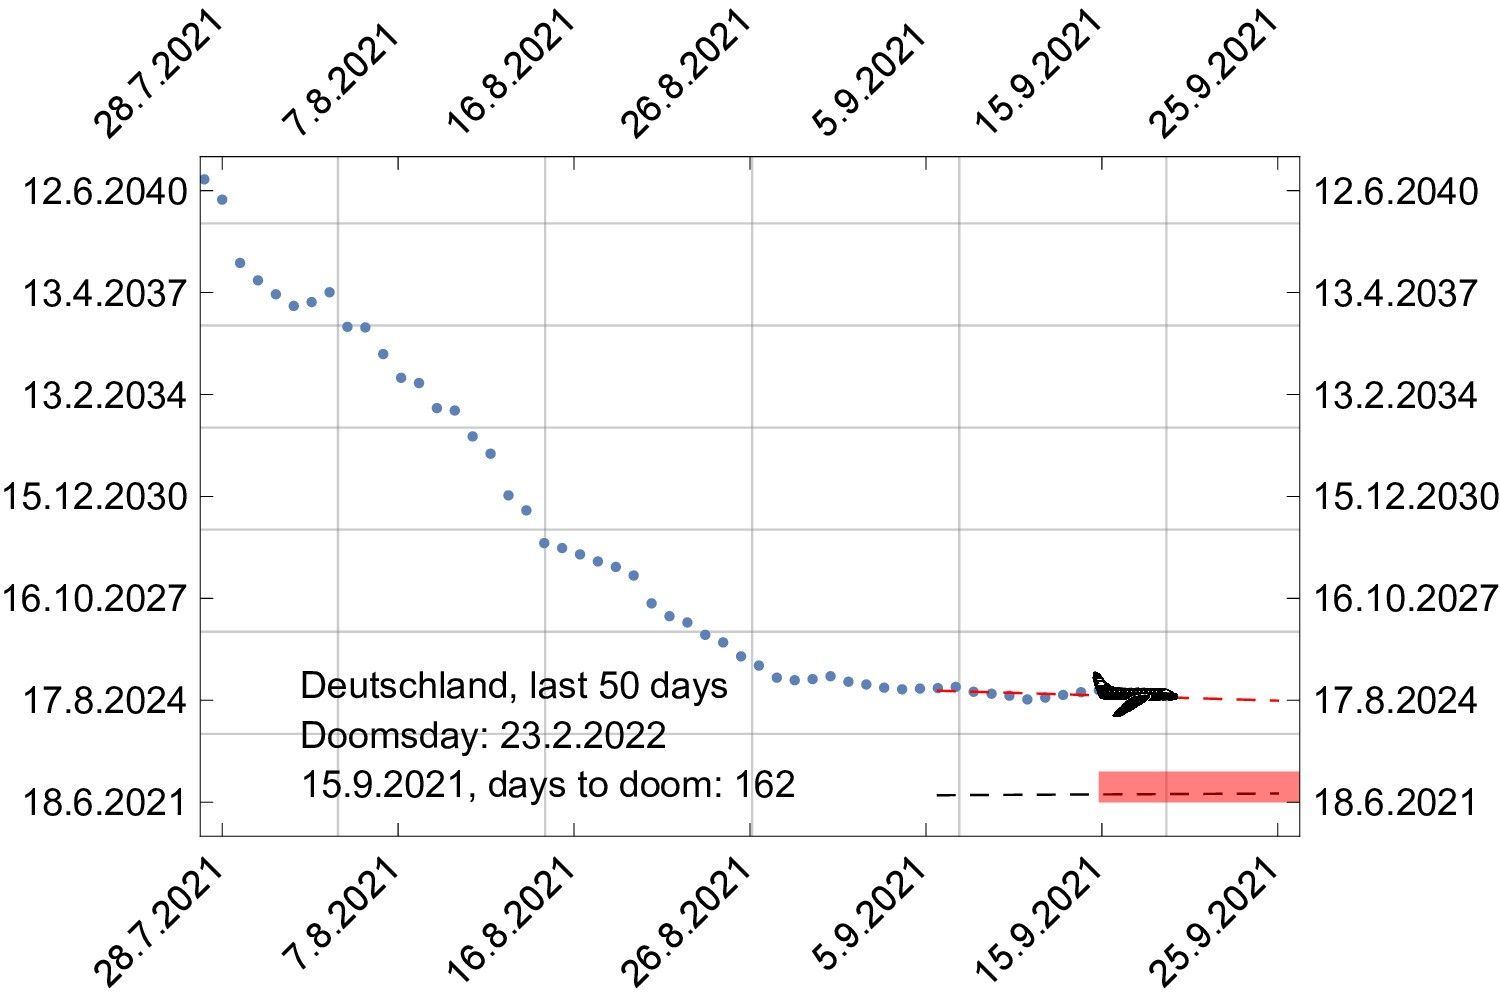 28.7.2021 7.8.2021 16.8.2021 26.8.2021 5.9.2021 15.9.2021 25.9.2021
12.6.2040 12.6.2040
13.4.2037 13.4.2037
13.2.2034 13.2.2034
15.12.2030 15.12.2030
16.10.2027 16.10.2027
Deutschland, last 50 days
17.8.2024 17.8.2024
Doomsday: 23.2.2022
15.9.2021, days to doom: 162
18.6.2021 18.6.2021
28.7.2021 7.8.2021 16.8.2021 26.8.2021 5.9.2021 15.9.2021 25.9.2021